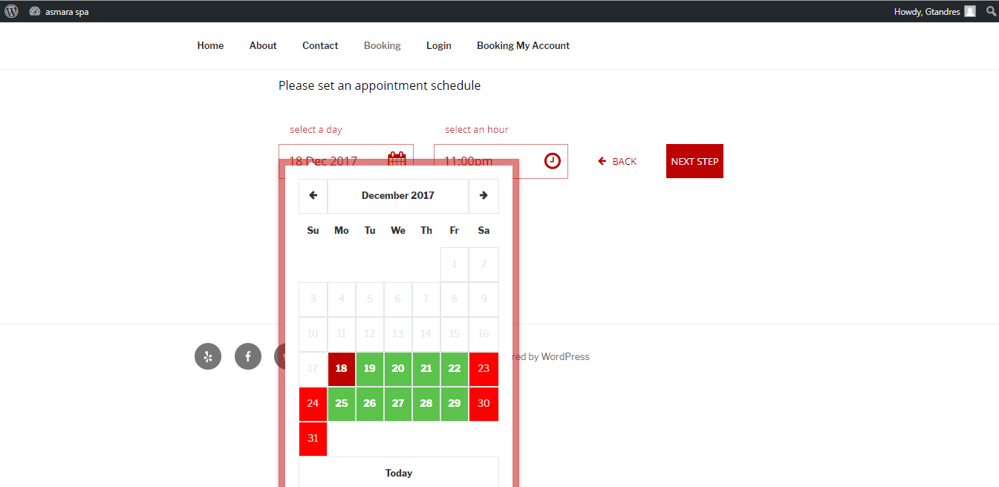 asmara spa
Howdy, Gtandres
Home About Contact Booking Login Booking My Account
Please set an appointment schedule
select a day select an hour
18 Dec 2017 11:00pm BACK NEXT STEP
December 2017
Su Mo Tu We Th Fr Sa
1 2
3 4 5 6 7 8 9
10 11 12 13 14 15 16
17 18 19 20 21 22 23
24 25 26 27 28 29 30
31
Today
red by WordPress